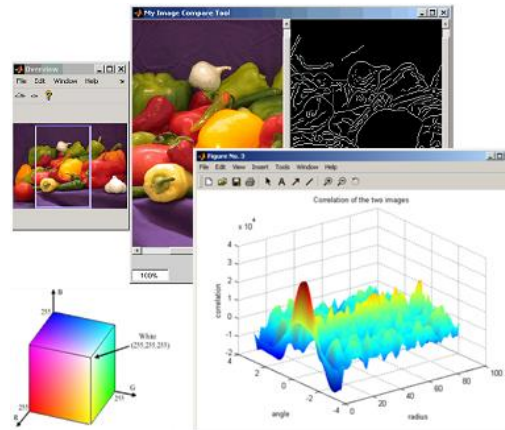 My Image Compare Tool
Overview
File Edit Window Help
100%
Figure No. 3
File Edit View Insert Tools Window Help
Correlation of the two images
x 10^4
correlation
4
3
2
1
0
-1
-2
4
2
0
-2
-4
angle
0
20
40
60
80
100
radius
B
255
White
(255,255,255)
G
255
R
255